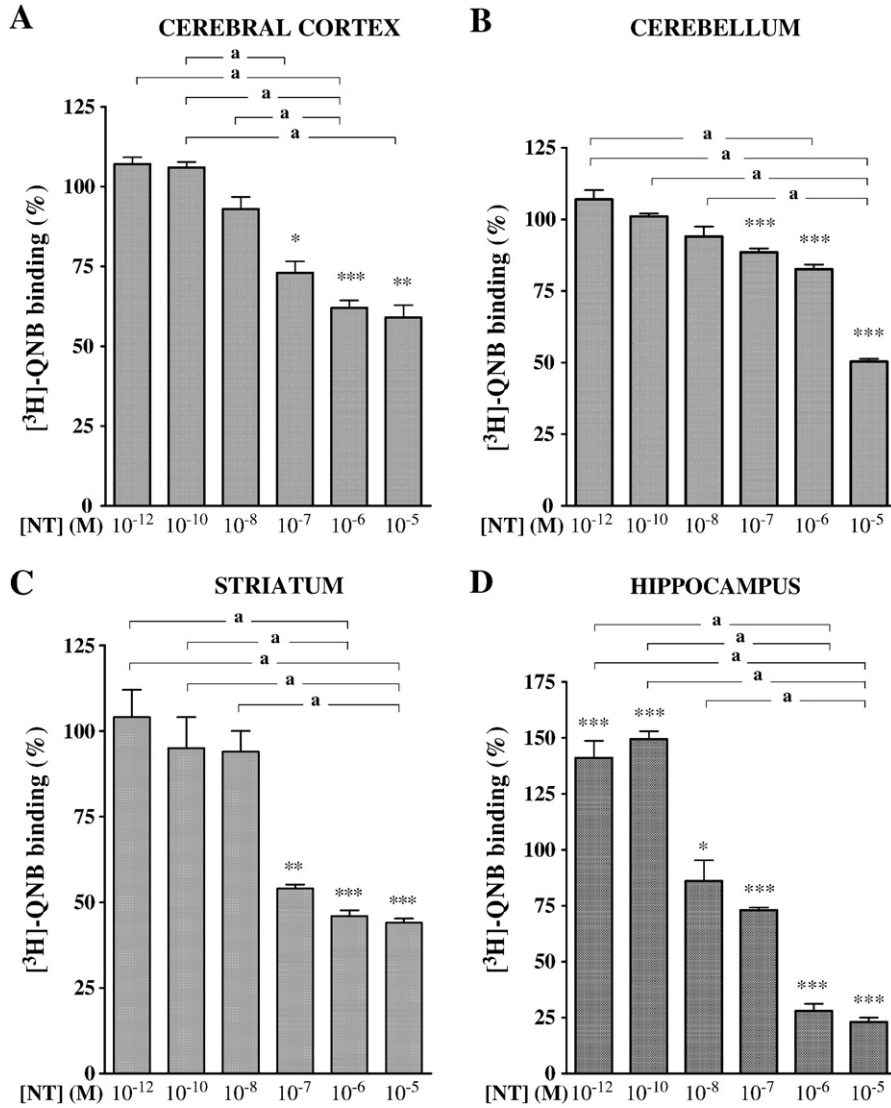 A
CEREBRAL CORTEX
a
a
a
a
a
125
100
75
50
25
0
[³H]-QNB binding (%)
*
***
**
[NT] (M) 10⁻¹² 10⁻¹⁰ 10⁻⁸ 10⁻⁷ 10⁻⁶ 10⁻⁵
B
CEREBELLUM
a
a
a
a
125
100
75
50
25
0
[³H]-QNB binding (%)
***
***
***
[NT] (M) 10⁻¹² 10⁻¹⁰ 10⁻⁸ 10⁻⁷ 10⁻⁶ 10⁻⁵
C
STRIATUM
a
a
a
a
a
125
100
75
50
25
0
[³H]-QNB binding (%)
**
***
***
[NT] (M) 10⁻¹² 10⁻¹⁰ 10⁻⁸ 10⁻⁷ 10⁻⁶ 10⁻⁵
D
HIPPOCAMPUS
a
a
a
a
a
175
150
125
100
75
50
25
0
[³H]-QNB binding (%)
***
***
*
***
***
***
[NT] (M) 10⁻¹² 10⁻¹⁰ 10⁻⁸ 10⁻⁷ 10⁻⁶ 10⁻⁵